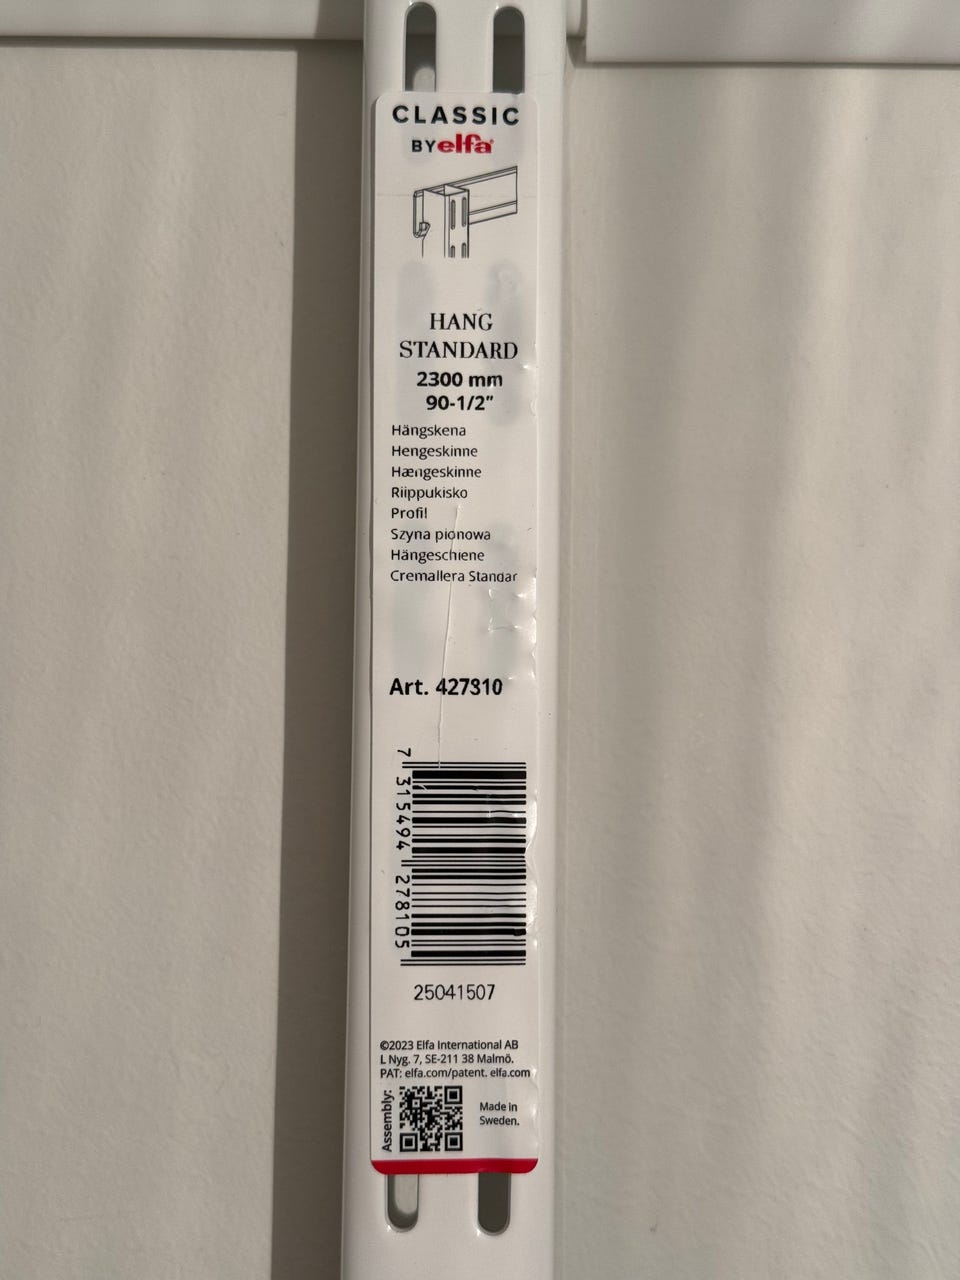 CLASSIC
BY elfa
HANG
STANDARD
2300 mm
90-1/2"
Hängskena
Hengeskinne
Hængeskinne
Riippukisko
Profil
Szyna pionowa
Hängeschiene
Cremallera Standar
Art. 427310
7 315494 278105
25041507
©2023 Elfa International AB
L Nyg. 7, SE-211 38 Malmö.
PAT: elfa.com/patent. elfa.com
Assembly:
Made in
Sweden.